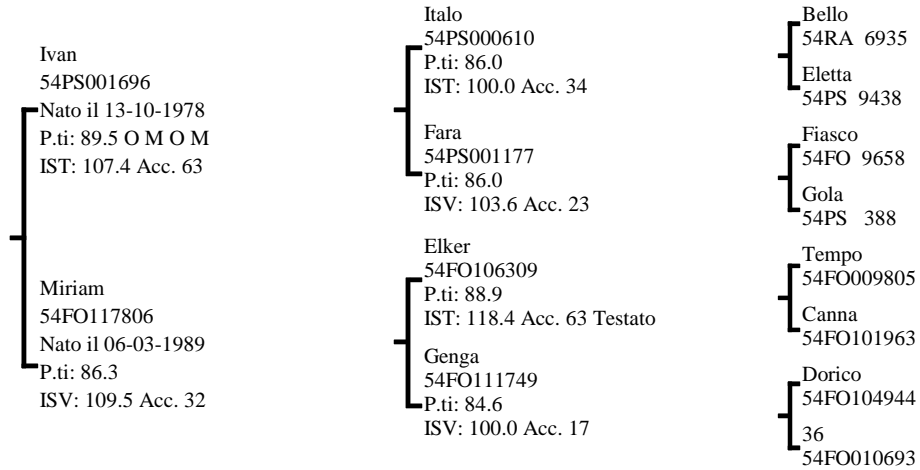 Ivan
54PS001696
Nato il 13-10-1978
P.ti: 89.5 O M O M
IST: 107.4 Acc. 63
Miriam
54FO117806
Nato il 06-03-1989
P.ti: 86.3
ISV: 109.5 Acc. 32
Italo
54PS000610
P.ti: 86.0
IST: 100.0 Acc. 34
Fara
54PS001177
P.ti: 86.0
ISV: 103.6 Acc. 23
Elker
54FO106309
P.ti: 88.9
IST: 118.4 Acc. 63 Testato
Genga
54FO111749
P.ti: 84.6
ISV: 100.0 Acc. 17
Bello
54RA 6935
Eletta
54PS 9438
Fiasco
54FO 9658
Gola
54PS 388
Tempo
54FO009805
Canna
54FO101963
Dorico
54FO104944
36
54FO010693